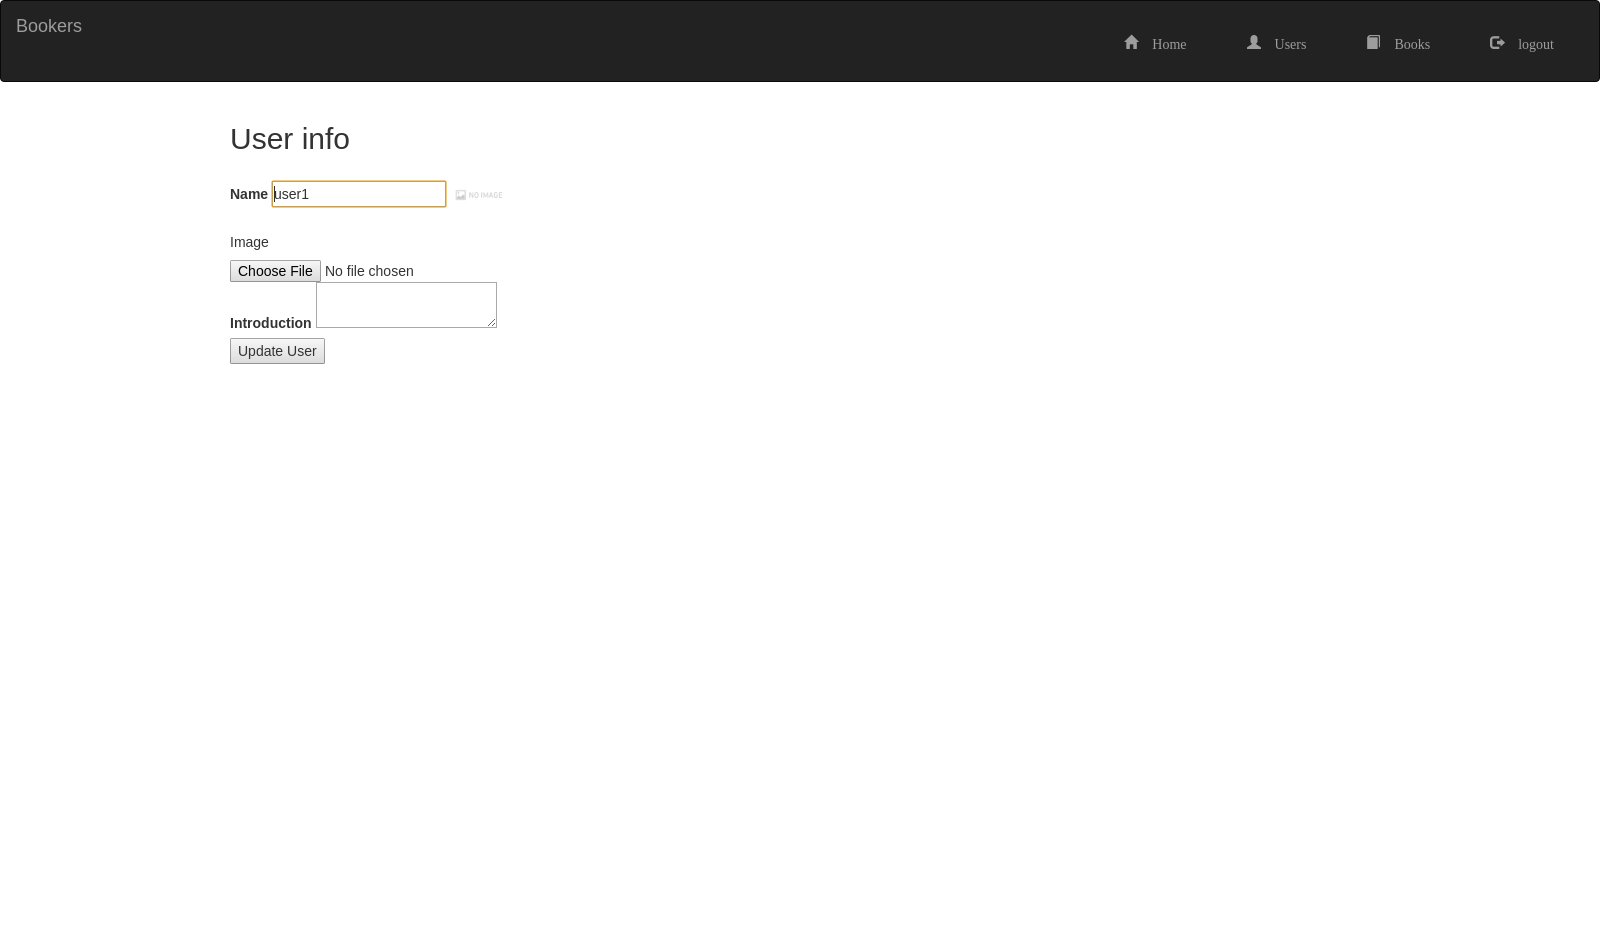 Bookers
Home Users Books logout
User info
Name user1 NO IMAGE
Image
Choose File No file chosen
Introduction
Update User